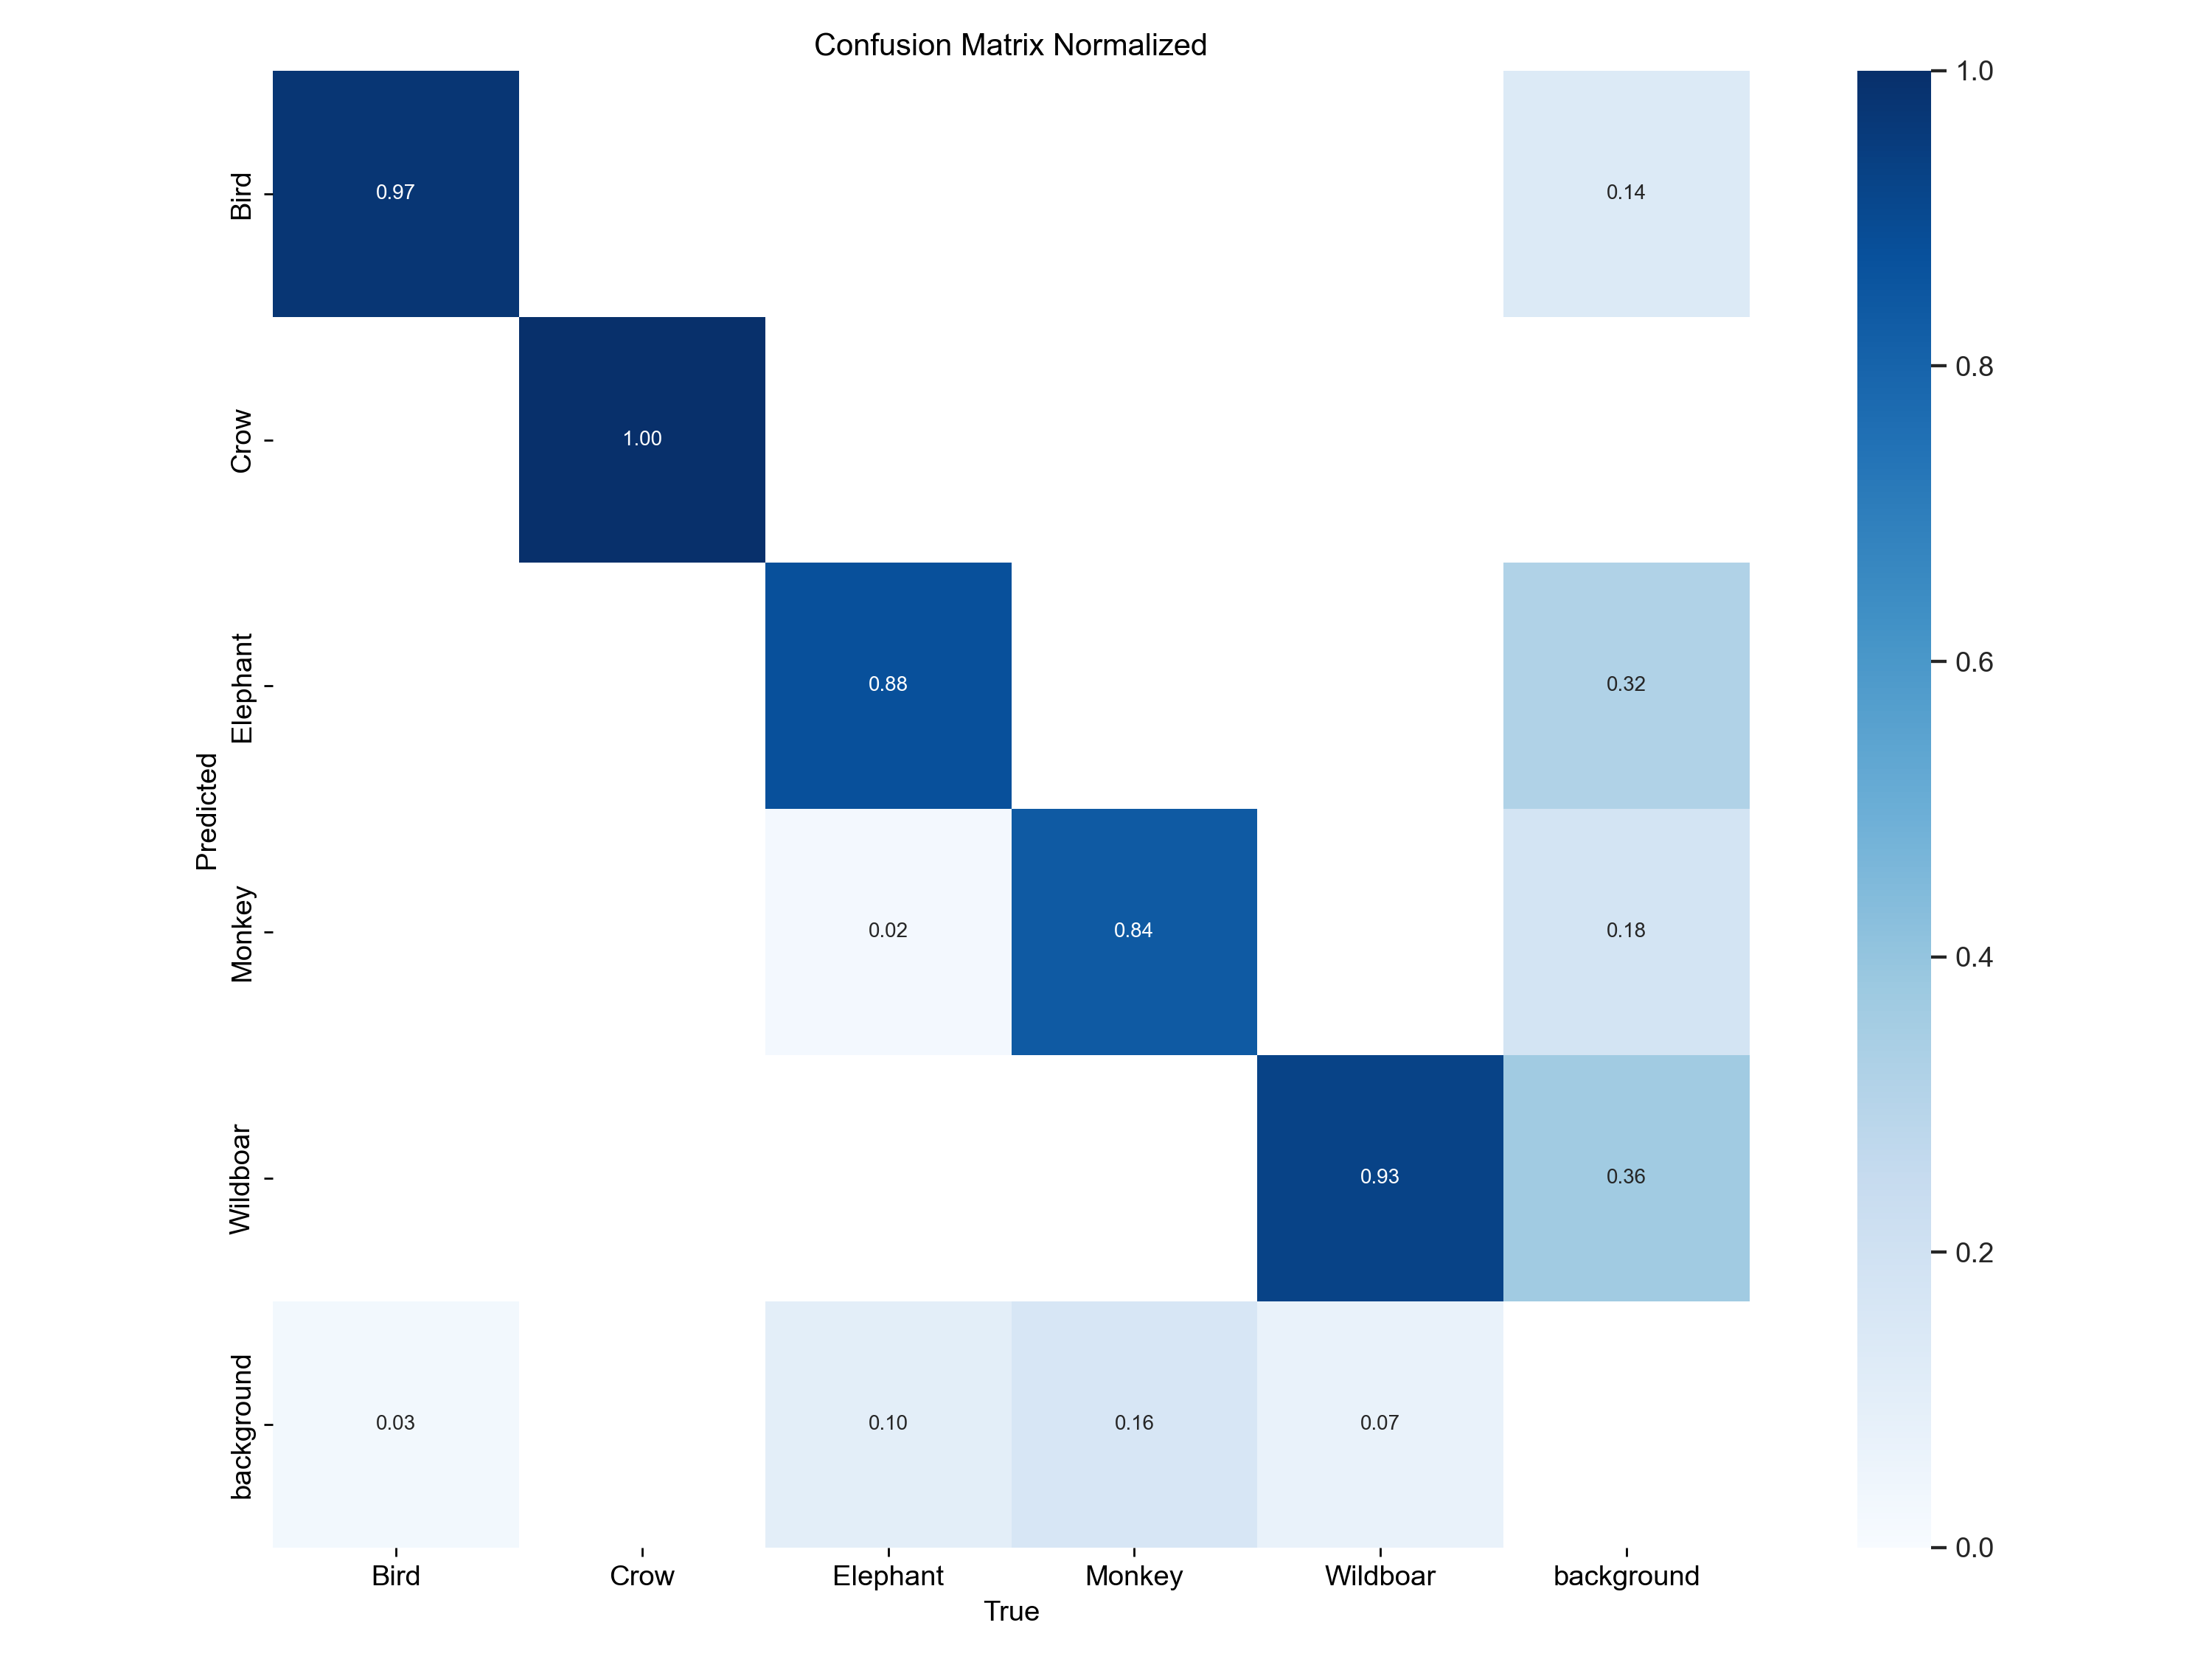 Confusion Matrix Normalized
Bird
0.97
0.14
1.0
Crow
1.00
0.8
Elephant
0.88
0.32
0.6
Predicted
Monkey
0.02
0.84
0.18
0.4
Wildboar
0.93
0.36
0.2
background
0.03
0.10
0.16
0.07
0.0
Bird Crow Elephant Monkey Wildboar background
True